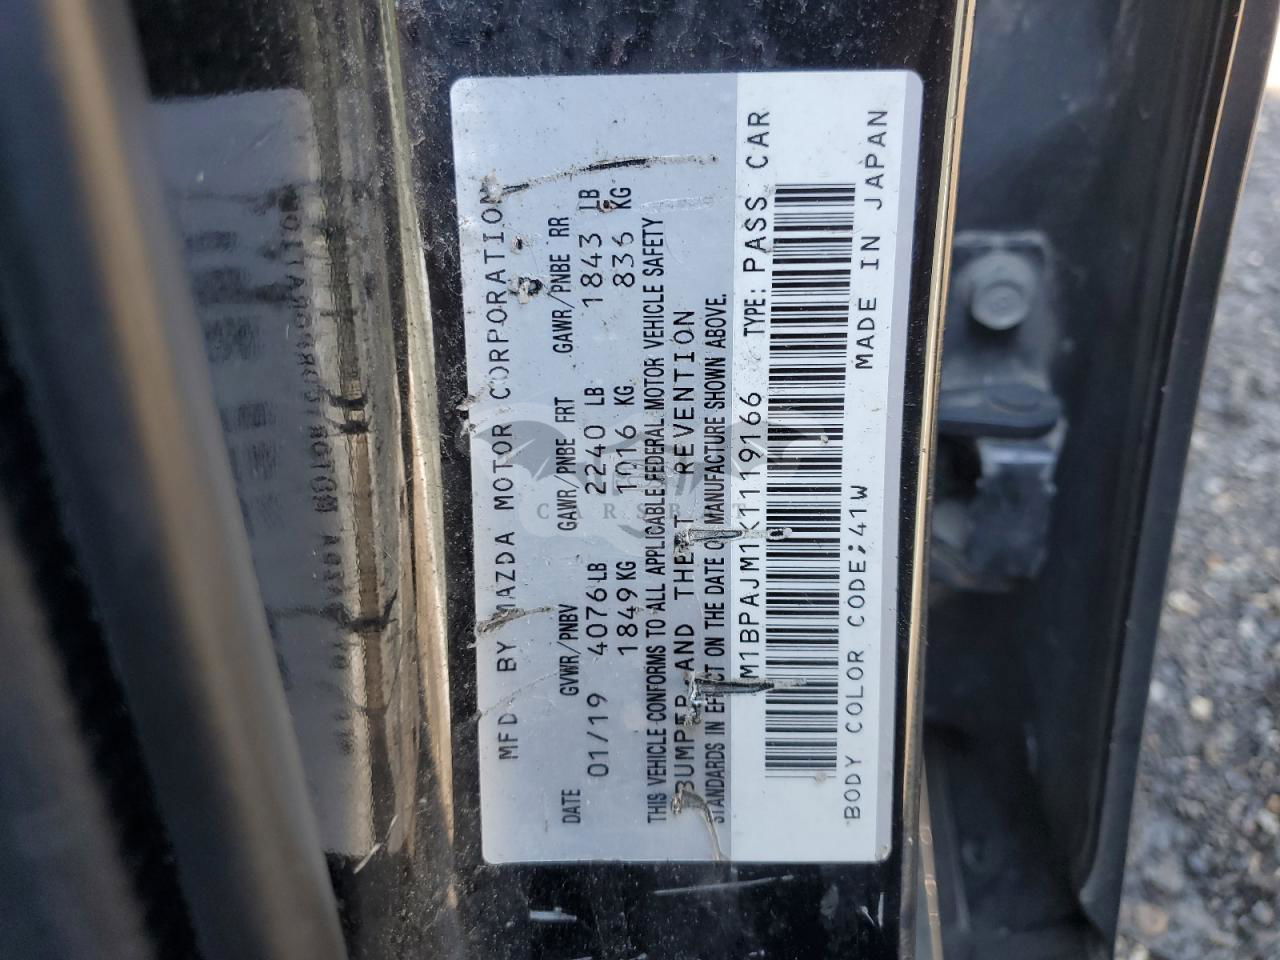 MFD. BY MAZDA MOTOR CORPORATION
DATE GVWR/PNBV GAWR/PNBE FRT GAWR/PNBE RR
01/19 4076LB 2240 LB 1843 LB
1849KG 1016 KG 836 KG
THIS VEHICLE CONFORMS TO ALL APPLICABLE FEDERAL MOTOR VEHICLE SAFETY
BUMPER AND THEFT REVENTION
STANDARDS IN EFFECT ON THE DATE OF MANUFACTURE SHOWN ABOVE.
M1BPAJM1K1119166 TYPE: PASS CAR
BODY COLOR CODE;41W MADE IN JAPAN